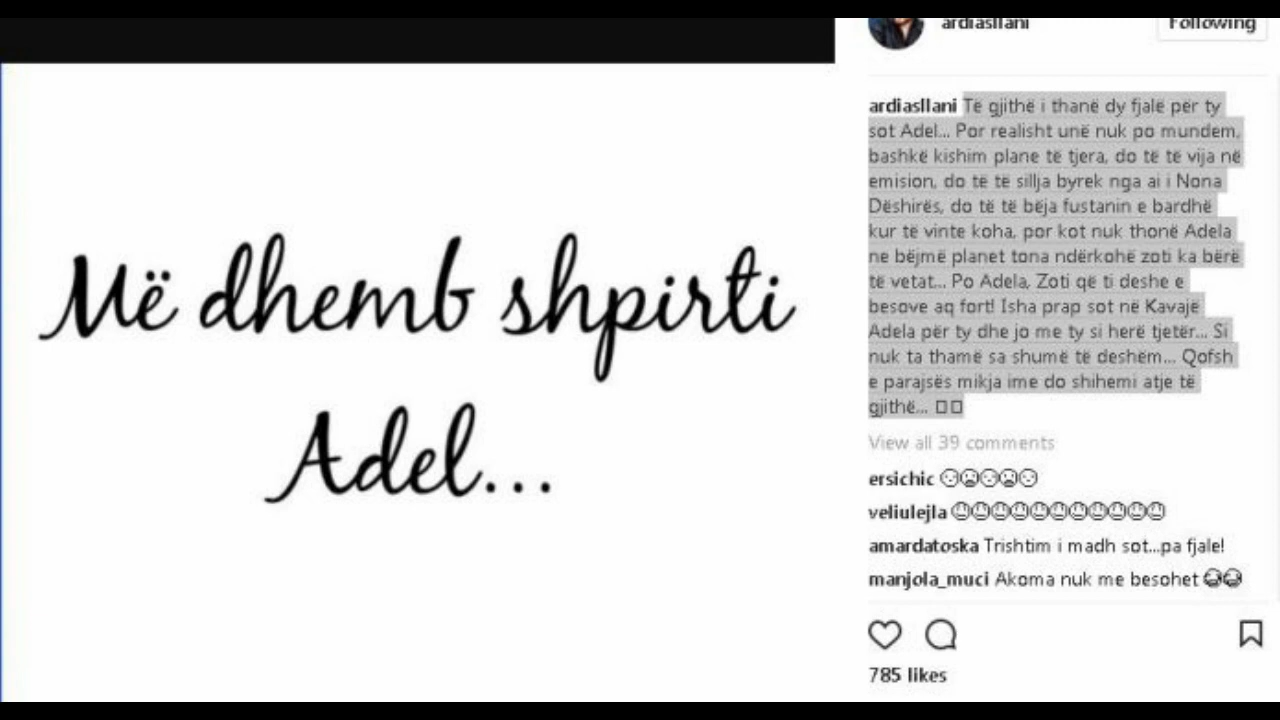 ardiasllani
Following
Më dhemb shpirti
Adel...
ardiasllani Të gjithë i thanë dy fjalë për ty
sot Adel... Por realisht unë nuk po mundem,
bashkë kishim plane të tjera, do të të vija në
emision, do të të sillja byrek nga ai i Nona
Dëshirës, do të të bëja fustanin e bardhë
kur të vinte koha, por kot nuk thonë Adela
ne bëjmë planet tona ndërkohë zoti ka bërë
të vetat... Po Adela, Zoti që ti deshe e
besove aq fort! Isha prap sot në Kavajë
Adela për ty dhe jo me ty si herë tjetër... Si
nuk ta thamë sa shumë të deshëm... Qofsh
e parajsës mikja ime do shihemi atje të
gjithë...
View all 39 comments
ersichic
veliulejla
amardatoska Trishtim i madh sot...pa fjale!
manjola_muci Akoma nuk me besohet
785 likes